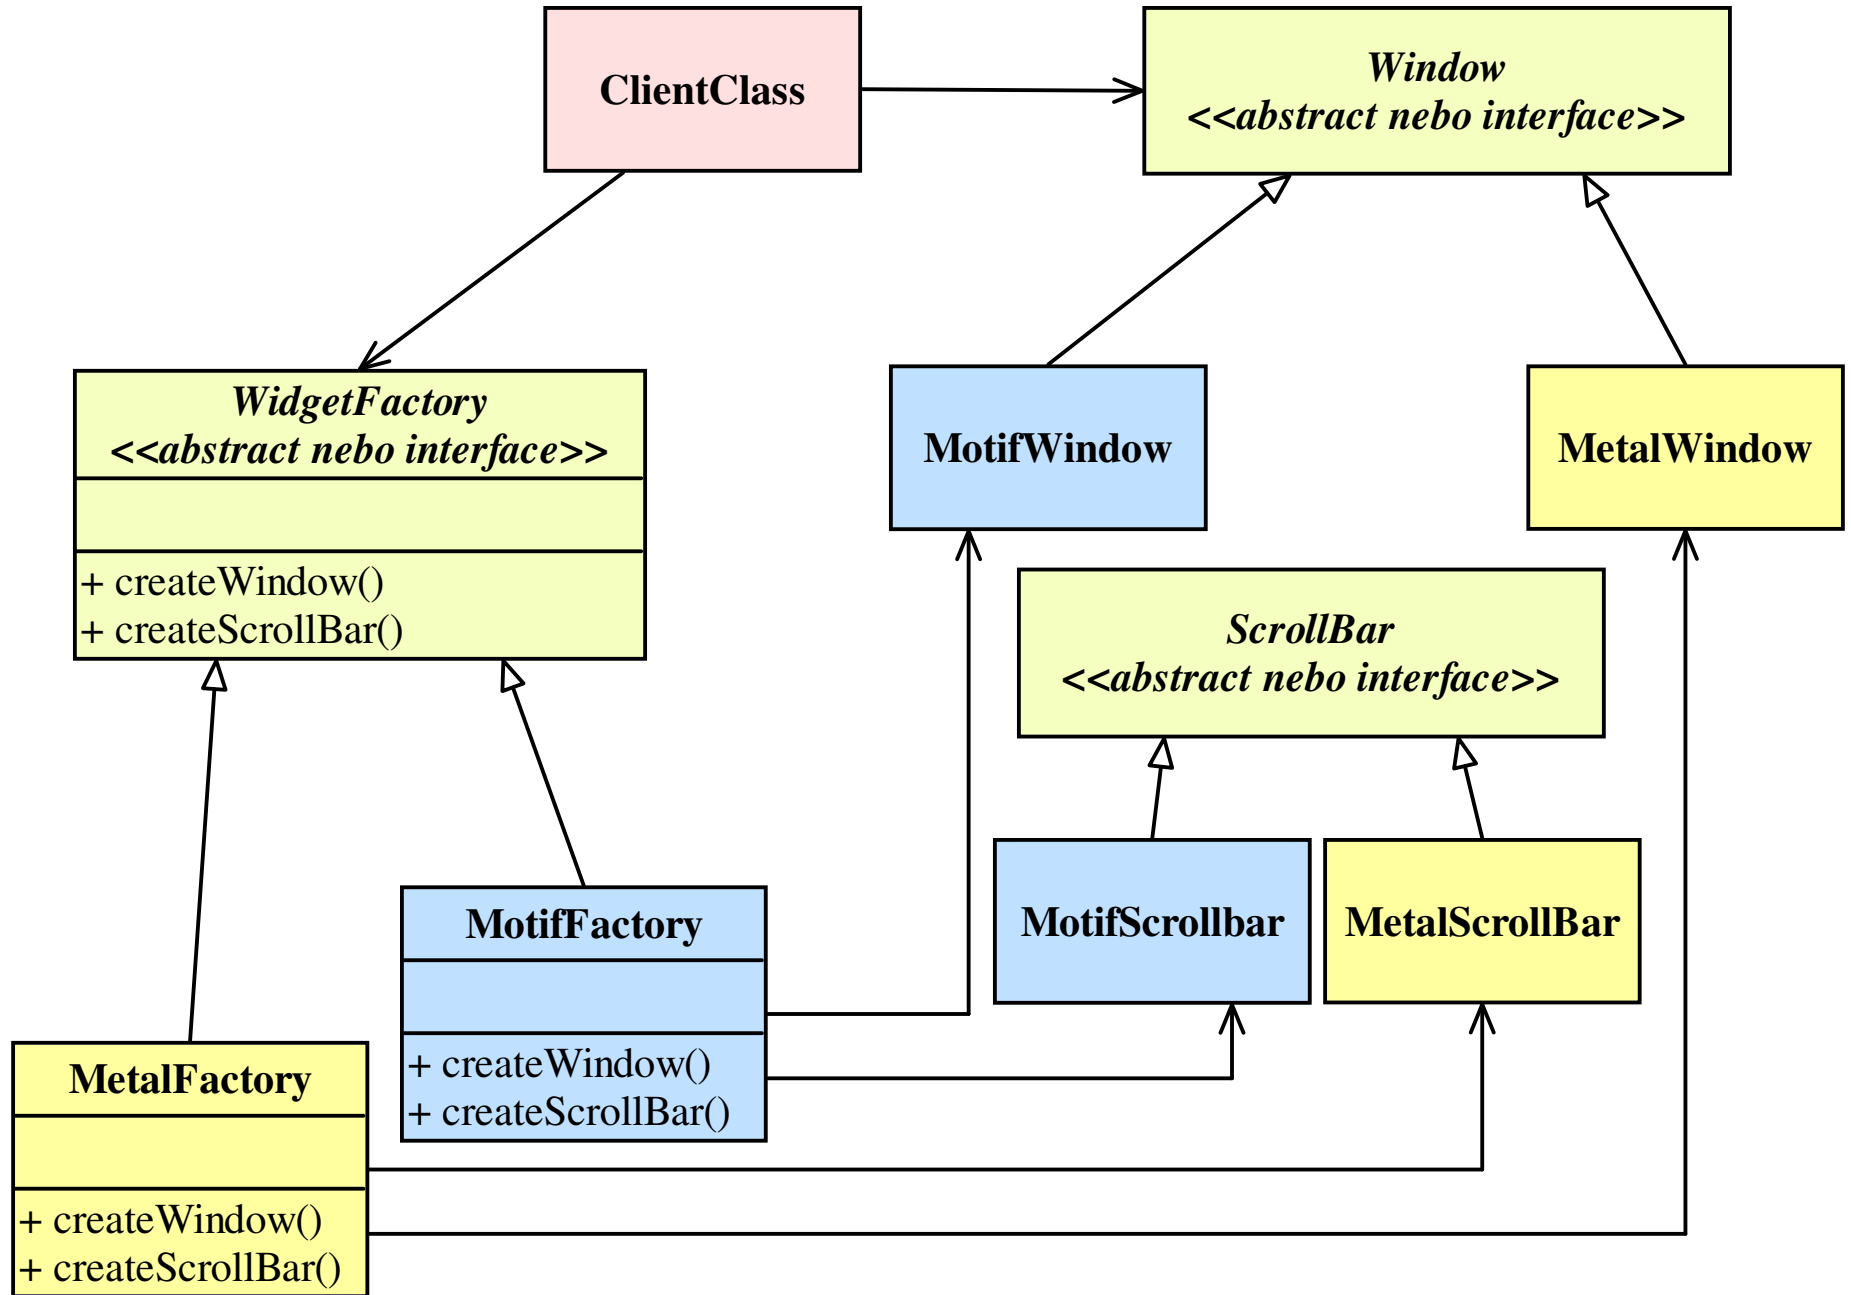 ClientClass
Window
<<abstract nebo interface>>
WidgetFactory
<<abstract nebo interface>>
+ createWindow()
+ createScrollBar()
MotifWindow
MetalWindow
ScrollBar
<<abstract nebo interface>>
MotifFactory
+ createWindow()
+ createScrollBar()
MotifScrollbar
MetalScrollBar
MetalFactory
+ createWindow()
+ createScrollBar()